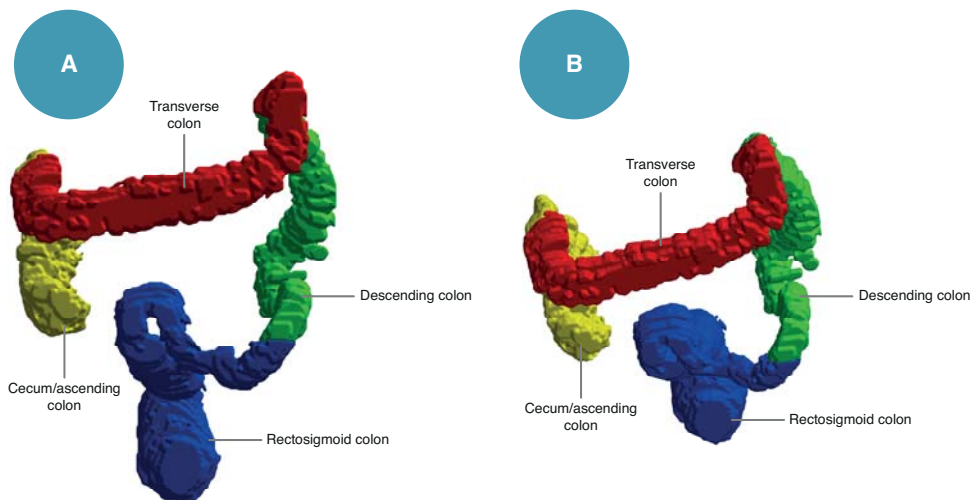 A
Transverse
colon
Descending colon
Cecum/ascending
colon
Rectosigmoid colon
B
Transverse
colon
Descending colon
Cecum/ascending
colon
Rectosigmoid colon